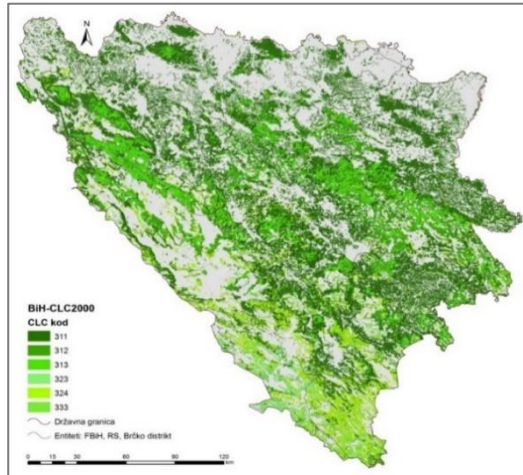 N
BiH-CLC2000
CLC kod
311
312
313
323
324
333
Državna granica
Entiteti: FBiH, RS, Brčko distrikt
0 15 30 60 90 120
km